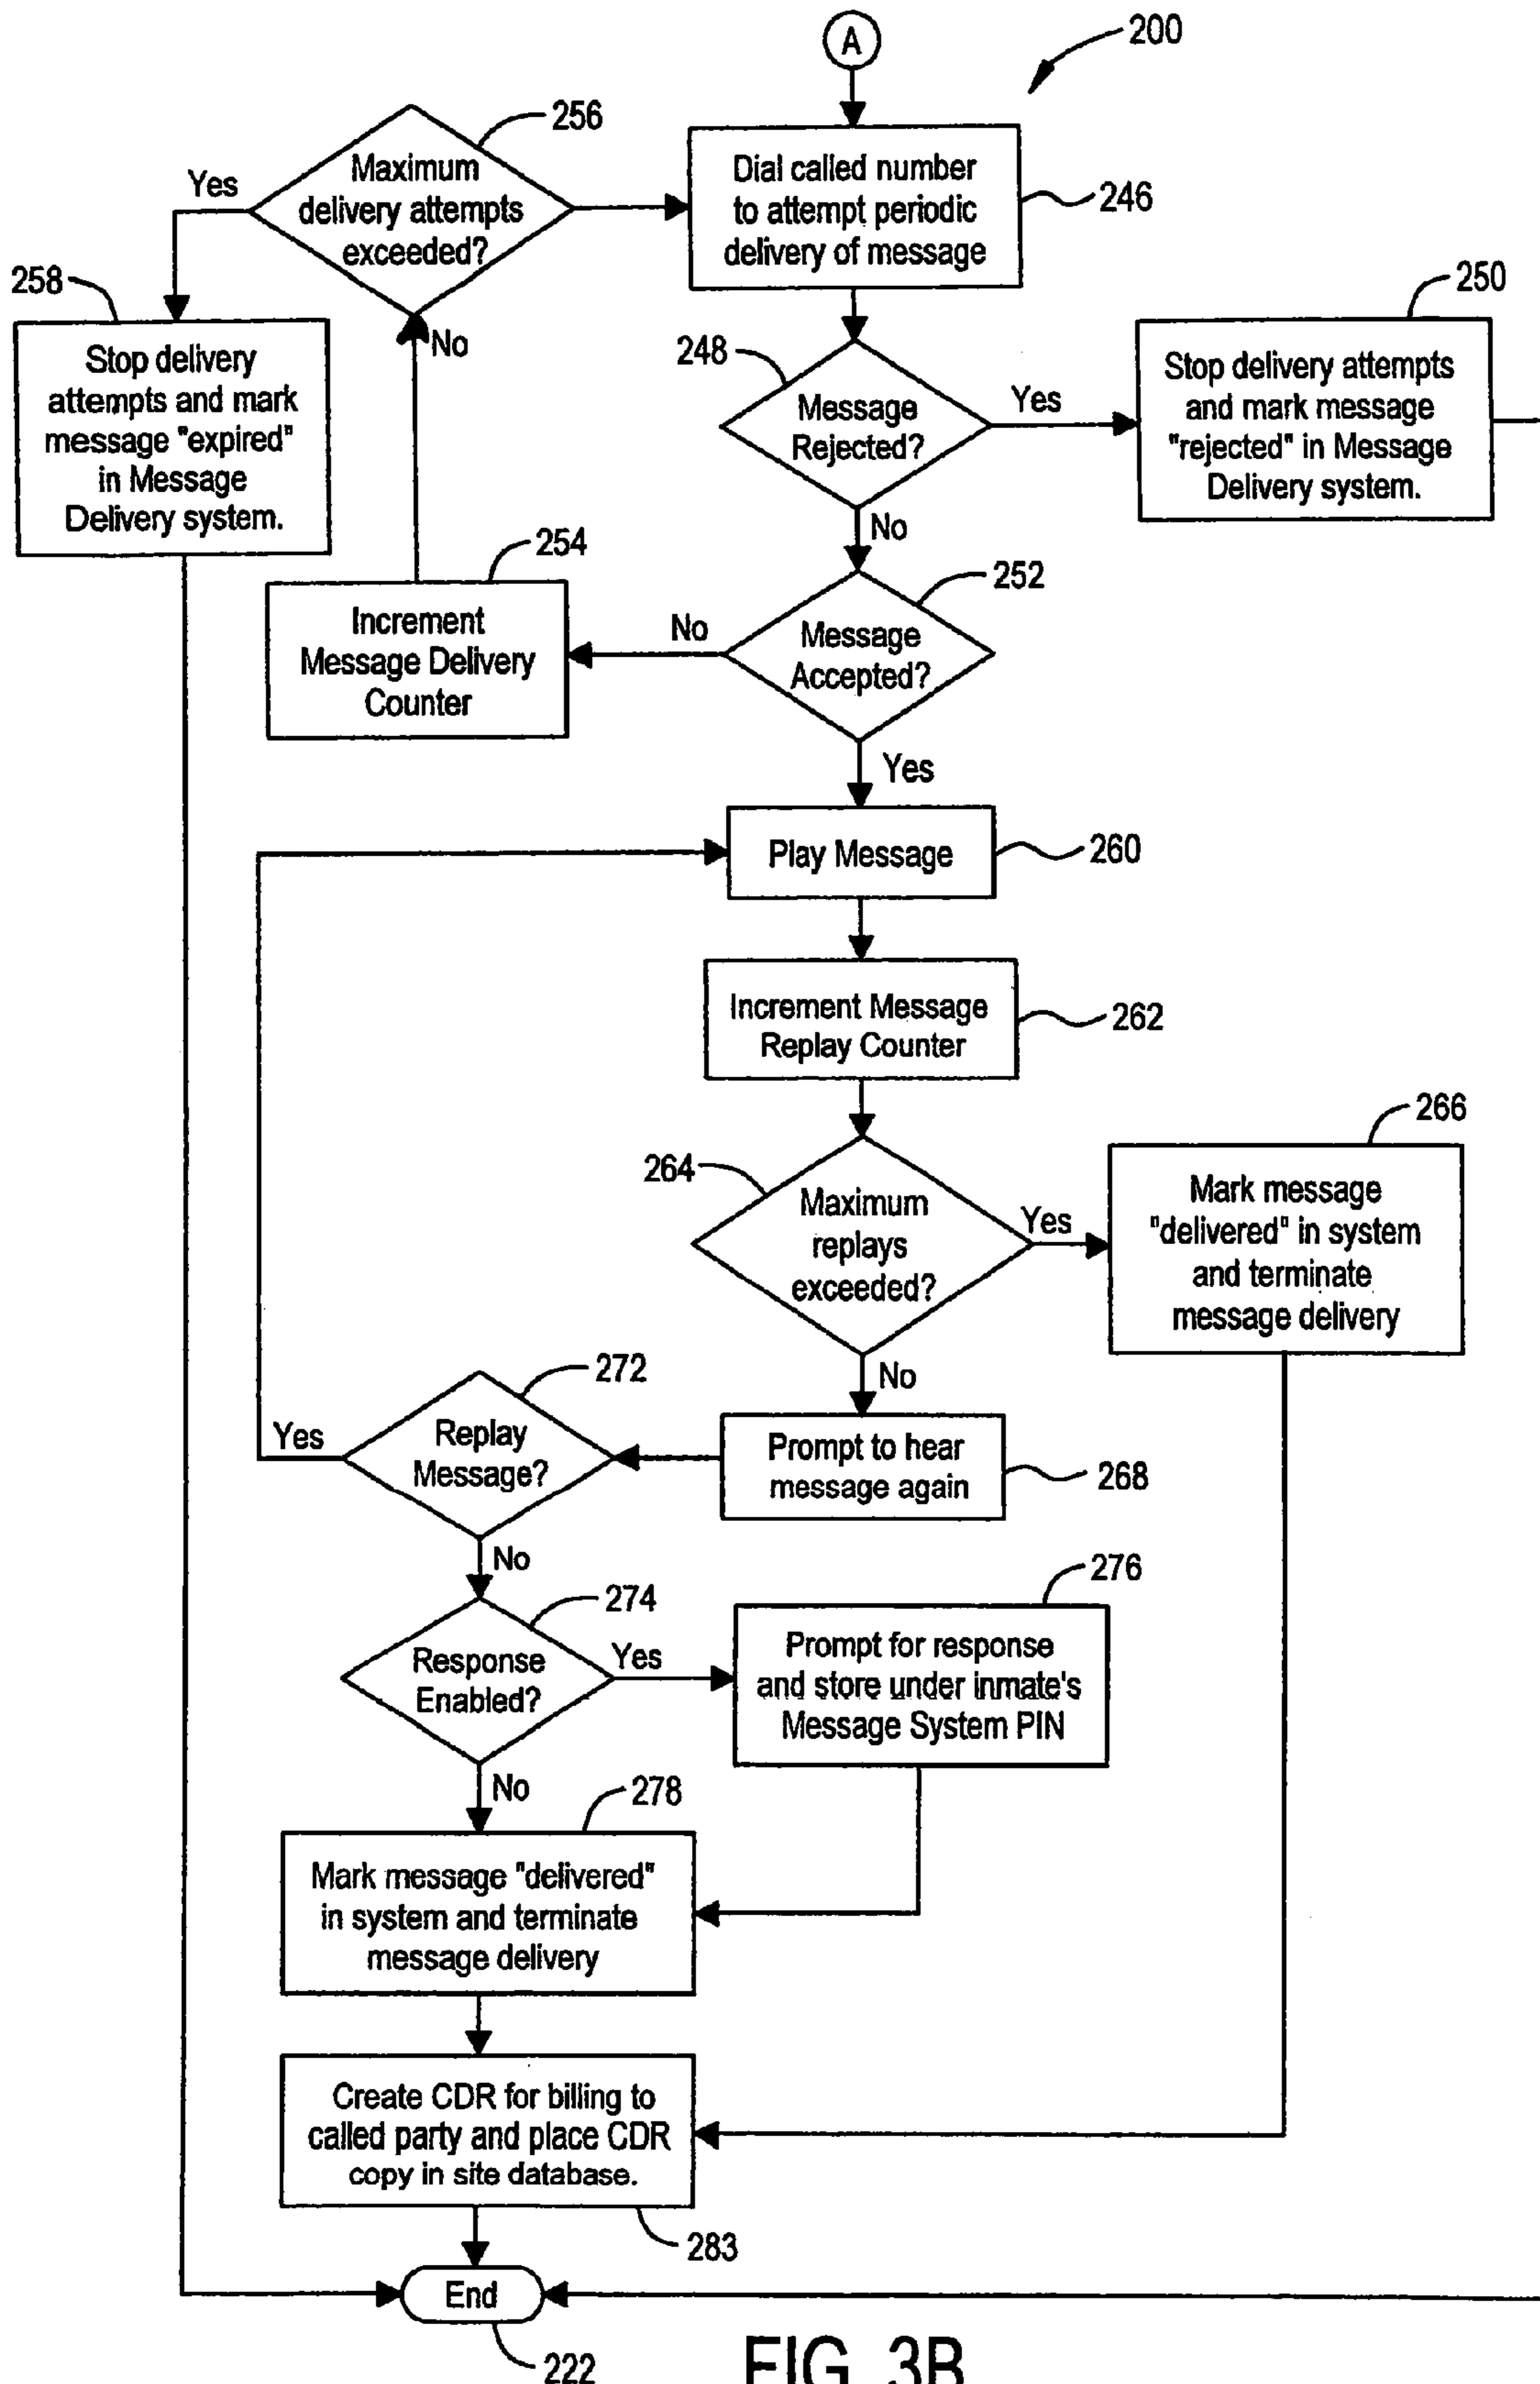 A
200
256
Maximum
delivery attempts
exceeded?
Yes
Dial called number
to attempt periodic
delivery of message
246
258
Stop delivery
attempts and mark
message "expired"
in Message
Delivery system.
No
248
Message
Rejected?
Yes
250
Stop delivery attempts
and mark message
"rejected" in Message
Delivery system.
No
254
Increment
Message Delivery
Counter
No
252
Message
Accepted?
Yes
Play Message
260
Increment Message
Replay Counter
262
264
Maximum
replays
exceeded?
Yes
266
Mark message
"delivered" in system
and terminate
message delivery
No
272
Replay
Message?
Yes
Prompt to hear
message again
268
No
274
Response
Enabled?
Yes
276
Prompt for response
and store under inmate's
Message System PIN
No
278
Mark message "delivered"
in system and terminate
message delivery
Create CDR for billing to
called party and place CDR
copy in site database.
283
End
222
FIG. 3B